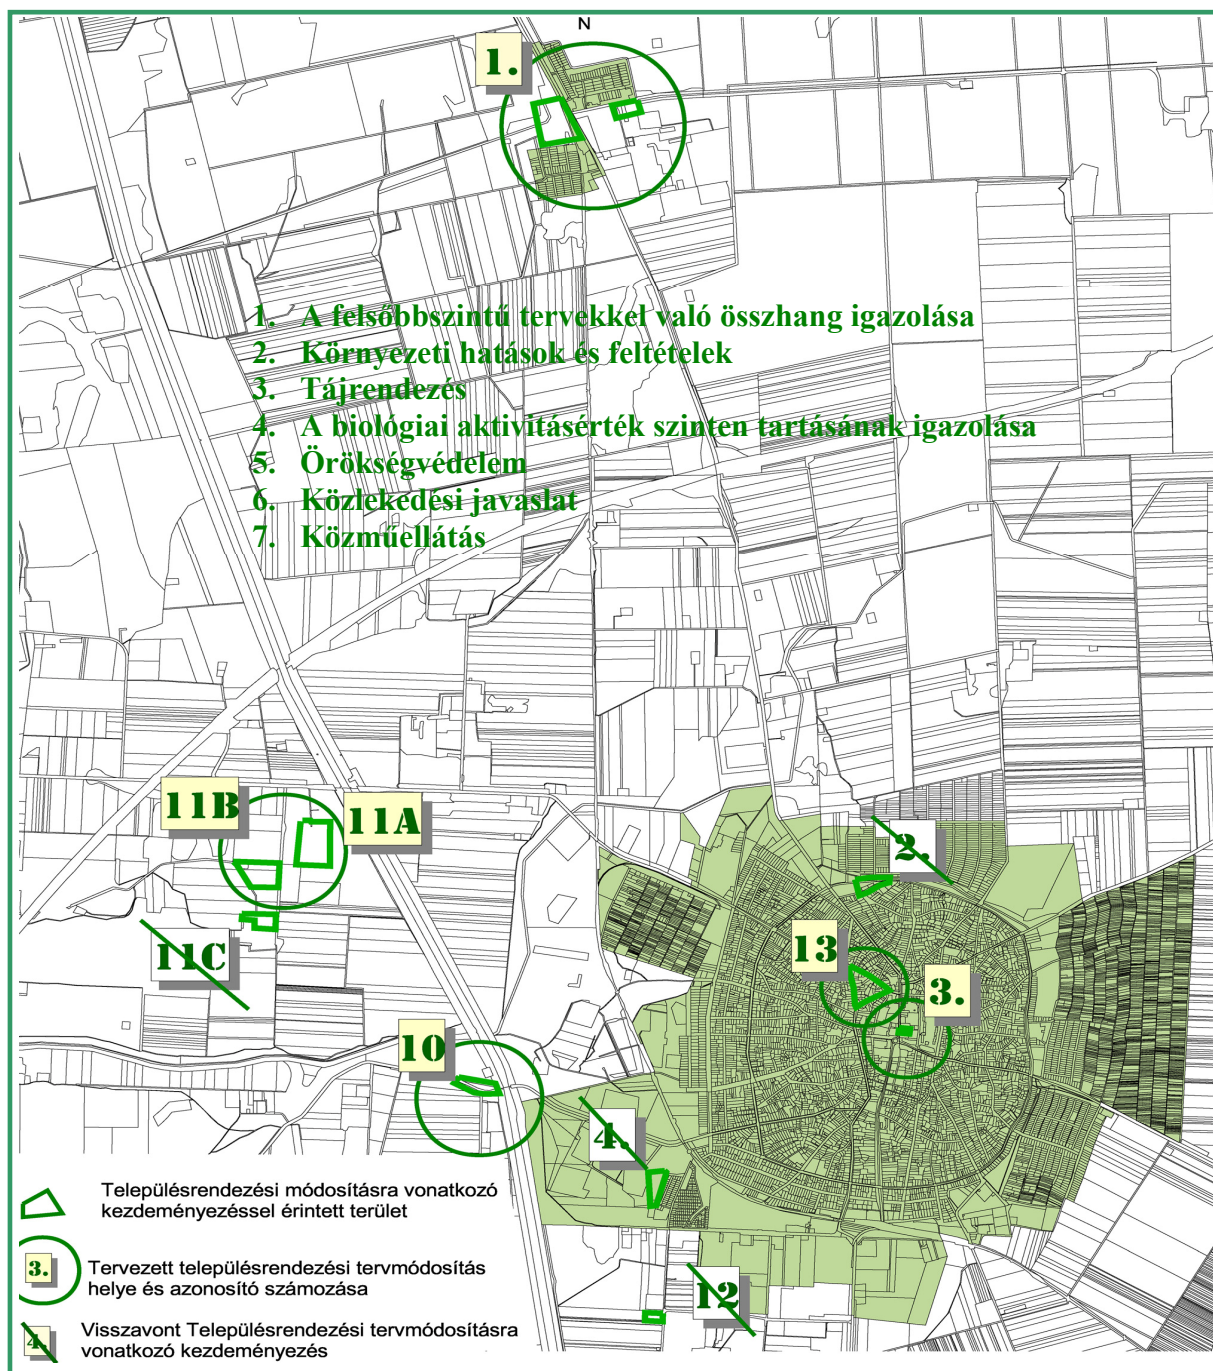 N
1.
1. A felsőbbszintű tervekkel való összhang igazolása
2. Környezeti hatások és feltételek
3. Tájrendezés
4. A biológiai aktivitásérték szinten tartásának igazolása
5. Örökségvédelem
6. Közlekedési javaslat
7. Közműellátás
11B
11A
2.
11C
13
3.
10
4.
12
Településrendezési módosításra vonatkozó
kezdeményezéssel érintett terület
3.
Tervezett településrendezési tervmódosítás
helye és azonosító számozása
4.
Visszavont Településrendezési tervmódosításra
vonatkozó kezdeményezés